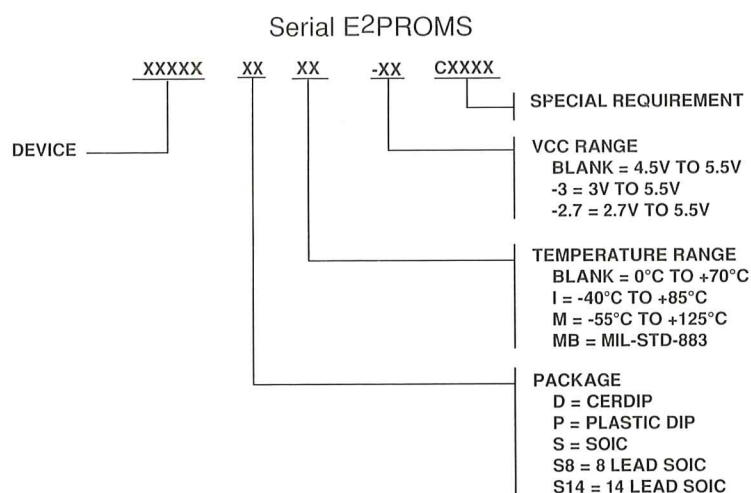 Serial E2PROMS
XXXXX XX XX -XX CXXXX
SPECIAL REQUIREMENT
DEVICE
VCC RANGE
BLANK = 4.5V TO 5.5V
-3 = 3V TO 5.5V
-2.7 = 2.7V TO 5.5V
TEMPERATURE RANGE
BLANK = 0°C TO +70°C
I = -40°C TO +85°C
M = -55°C TO +125°C
MB = MIL-STD-883
PACKAGE
D = CERDIP
P = PLASTIC DIP
S = SOIC
S8 = 8 LEAD SOIC
S14 = 14 LEAD SOIC